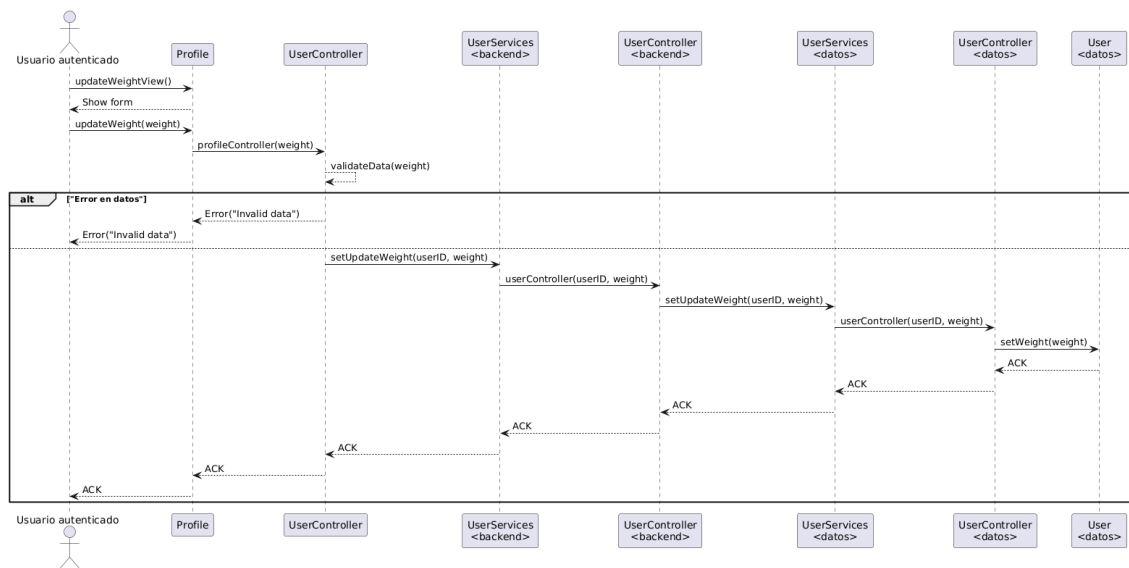 Usuario autenticado
Profile
UserController
UserServices
<backend>
UserController
<backend>
UserServices
<datos>
UserController
<datos>
User
<datos>
updateWeightView()
Show form
updateWeight(weight)
profileController(weight)
validateData(weight)
alt ["Error en datos"]
Error("Invalid data")
Error("Invalid data")
setUpdateWeight(userID, weight)
userController(userID, weight)
setUpdateWeight(userID, weight)
userController(userID, weight)
setWeight(weight)
ACK
ACK
ACK
ACK
ACK
ACK
ACK
Usuario autenticado
Profile
UserController
UserServices
<backend>
UserController
<backend>
UserServices
<datos>
UserController
<datos>
User
<datos>